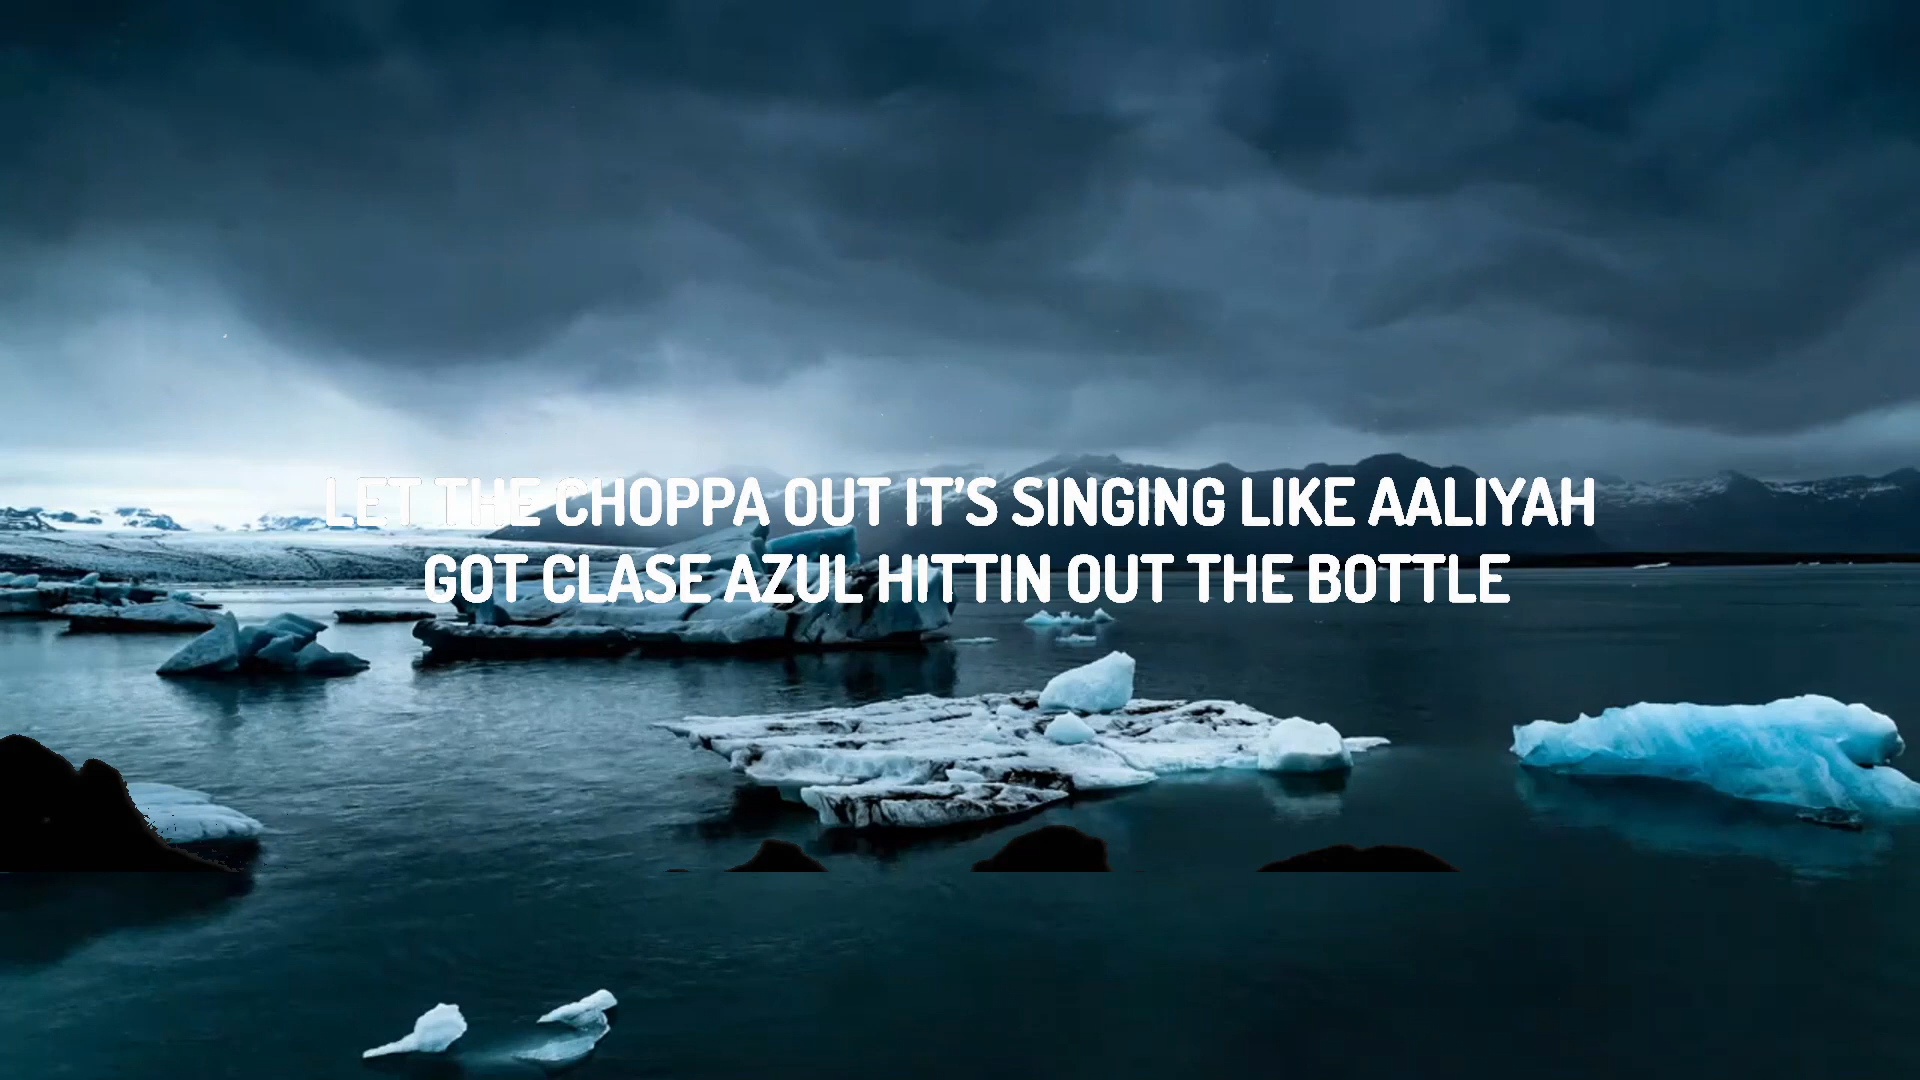 LET THE CHOPPA OUT IT'S SINGING LIKE AALIYAH
GOT CLASE AZUL HITTIN OUT THE BOTTLE